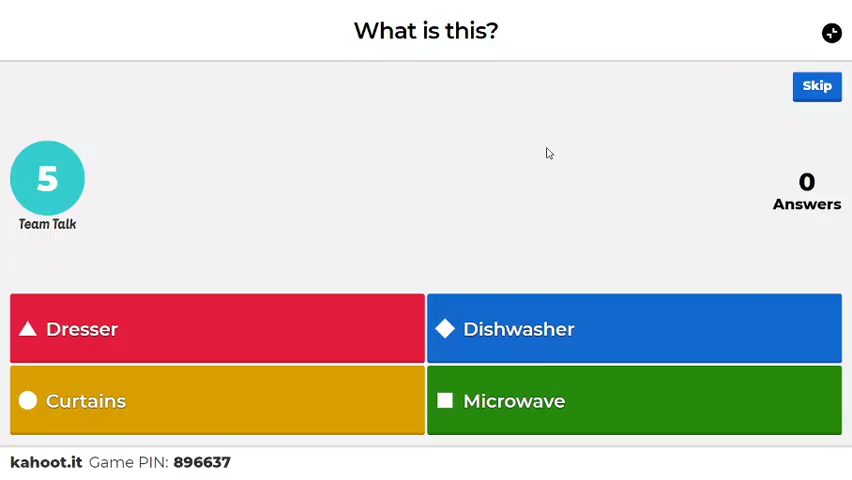 What is this?
Skip
5
Team Talk
0
Answers
Dresser
Dishwasher
Curtains
Microwave
kahoot.it Game PIN: 896637